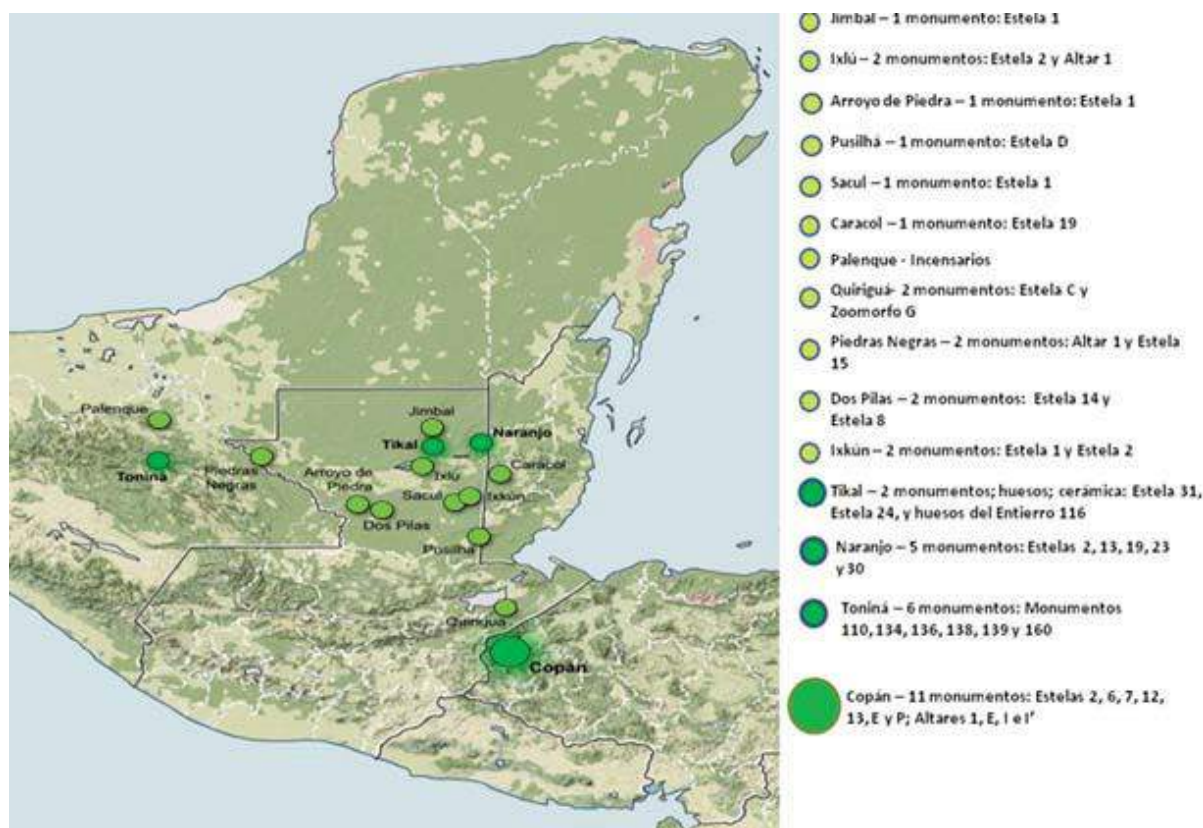 Palenque
Toniná
Piedras
Negras
Jimbal
Tikal
Naranjo
Ixlú
Caracol
Arroyo de
Piedra
Sacul
Ixkún
Dos Pilas
Pusilha
Quirigua
Copán
Jimbal – 1 monumento: Estela 1
Ixlú – 2 monumentos: Estela 2 y Altar 1
Arroyo de Piedra – 1 monumento: Estela 1
Pusilhá – 1 monumento: Estela D
Sacul – 1 monumento: Estela 1
Caracol – 1 monumento: Estela 19
Palenque - Incensarios
Quiriguá- 2 monumentos: Estela C y
Zoomorfo G
Piedras Negras – 2 monumentos: Altar 1 y Estela
15
Dos Pilas – 2 monumentos: Estela 14 y
Estela 8
Ixkún – 2 monumentos: Estela 1 y Estela 2
Tikal – 2 monumentos; huesos; cerámica: Estela 31,
Estela 24, y huesos del Entierro 116
Naranjo – 5 monumentos: Estelas 2, 13, 19, 23
y 30
Toniná – 6 monumentos: Monumentos
110, 134, 136, 138, 139 y 160
Copán – 11 monumentos: Estelas 2, 6, 7, 12,
13, E y P; Altares 1, E, I e I'